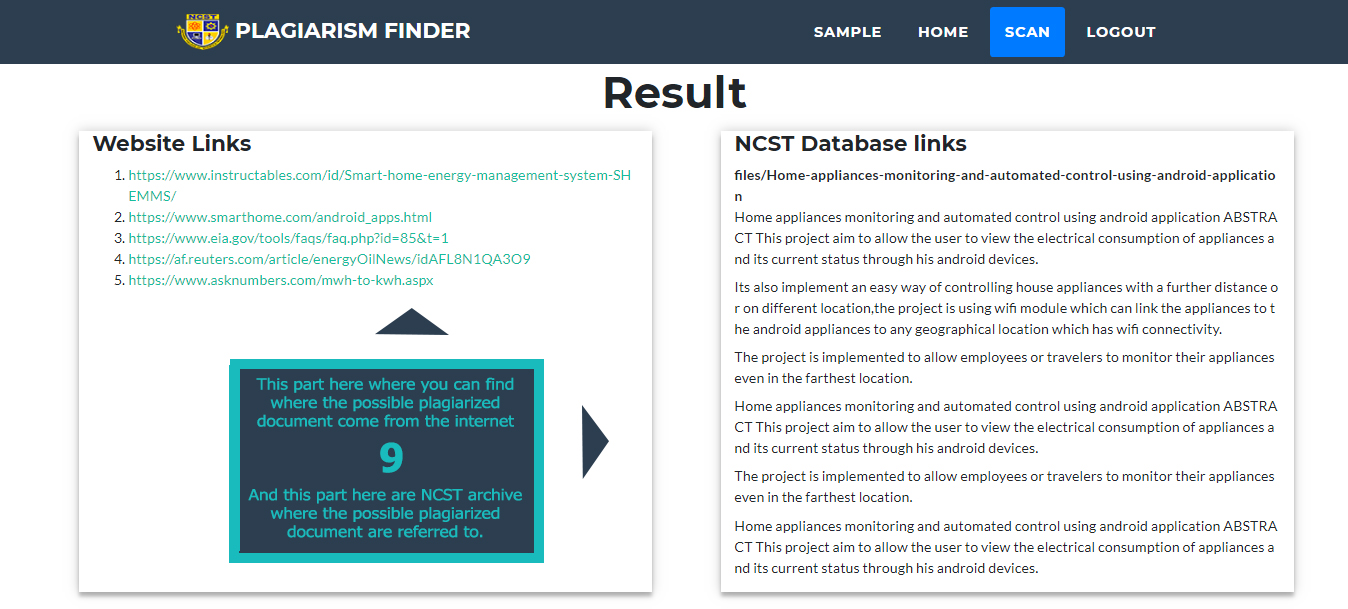 NCST
PLAGIARISM FINDER
SAMPLE
HOME
SCAN
LOGOUT
Result
Website Links
1. https://www.instructables.com/id/Smart-home-energy-management-system-SH
EMMS/
2. https://www.smarthome.com/android_apps.html
3. https://www.eia.gov/tools/faqs/faq.php?id=85&t=1
4. https://af.reuters.com/article/energyOilNews/idAFL8N1QA3O9
5. https://www.asknumbers.com/mwh-to-kwh.aspx
This part here where you can find
where the possible plagiarized
document come from the internet
9
And this part here are NCST archive
where the possible plagiarized
document are referred to.
NCST Database links
files/Home-appliances-monitoring-and-automated-control-using-android-applicatio
n
Home appliances monitoring and automated control using android application ABSTRA
CT This project aim to allow the user to view the electrical consumption of appliances a
nd its current status through his android devices.
Its also implement an easy way of controlling house appliances with a further distance o
r on different location,the project is using wifi module which can link the appliances to t
he android appliances to any geographical location which has wifi connectivity.
The project is implemented to allow employees or travelers to monitor their appliances
even in the farthest location.
Home appliances monitoring and automated control using android application ABSTRA
CT This project aim to allow the user to view the electrical consumption of appliances a
nd its current status through his android devices.
The project is implemented to allow employees or travelers to monitor their appliances
even in the farthest location.
Home appliances monitoring and automated control using android application ABSTRA
CT This project aim to allow the user to view the electrical consumption of appliances a
nd its current status through his android devices.